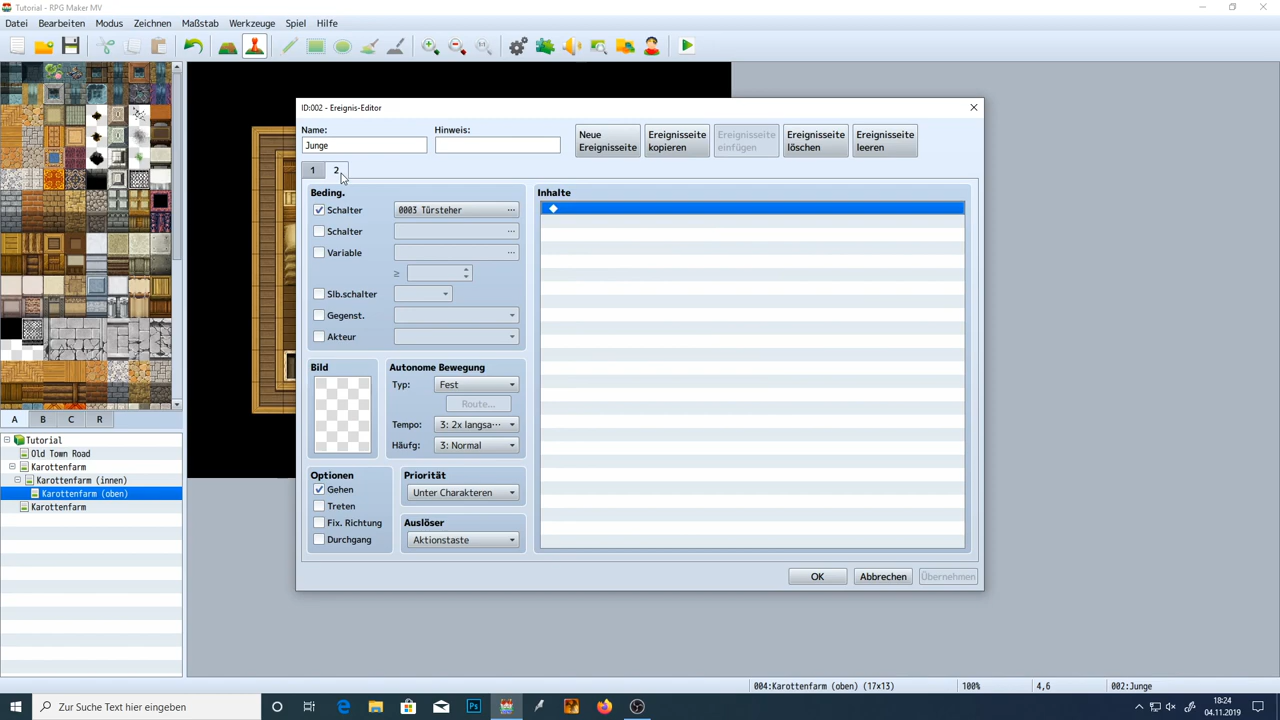 Tutorial - RPG Maker MV
Datei Bearbeiten Modus Zeichnen Maßstab Werkzeuge Spiel Hilfe
1:1
ID:002 - Ereignis-Editor
Name: Hinweis:
Junge
Neue Ereignisseite
Ereignisseite kopieren
Ereignisseite einfügen
Ereignisseite löschen
Ereignisseite leeren
1 2
Beding.
Schalter 0003 Türsteher ...
Schalter ...
Variable ...
≥
Slb.schalter
Gegenst.
Akteur
Bild
Autonome Bewegung
Typ: Fest
Route...
Tempo: 3: 2x langsa⋯
Häufg: 3: Normal
Optionen
Gehen
Treten
Fix. Richtung
Durchgang
Priorität
Unter Charakteren
Auslöser
Aktionstaste
Inhalte
OK Abbrechen Übernehmen
A B C R
Tutorial
Old Town Road
Karottenfarm
Karottenfarm (innen)
Karottenfarm (oben)
Karottenfarm
004:Karottenfarm (oben) (17x13) 100% 4,6 002:Junge
Zur Suche Text hier eingeben
Ps
18:24
04.11.2019